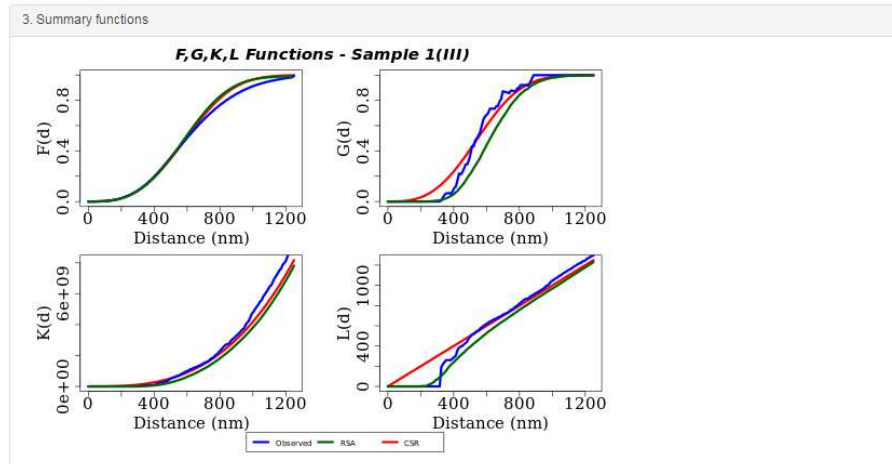 3. Summary functions
F,G,K,L Functions - Sample 1(III)
F(d)
0.0 0.4 0.8
0 400 800 1200
Distance (nm)
G(d)
0.0 0.4 0.8
0 400 800 1200
Distance (nm)
K(d)
0e+00 6e+09
0 400 800 1200
Distance (nm)
L(d)
0 400 1000
0 400 800 1200
Distance (nm)
Observed RSA CSR